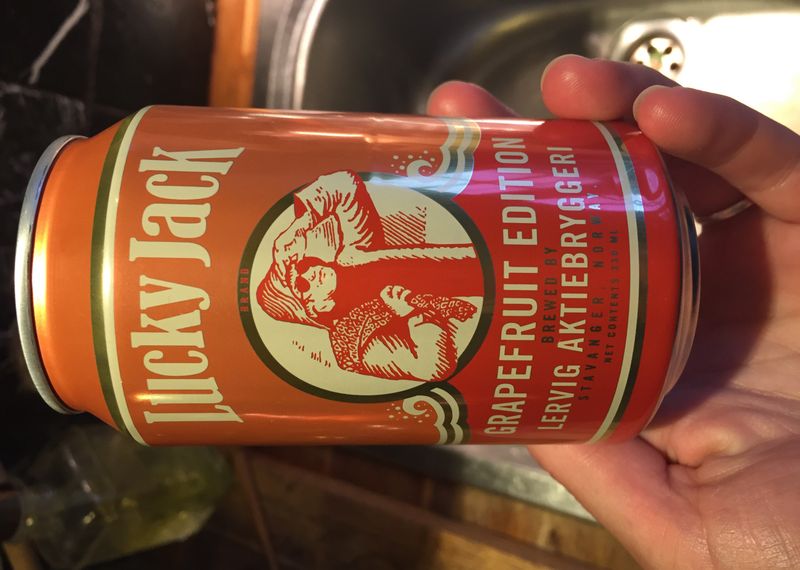 Lucky Jack
BRAND
GRAPEFRUIT EDITION
BREWED BY
LERVIG AKTIEBRYGGERI
STAVANGER, NORWAY
NET CONTENTS 330 ML